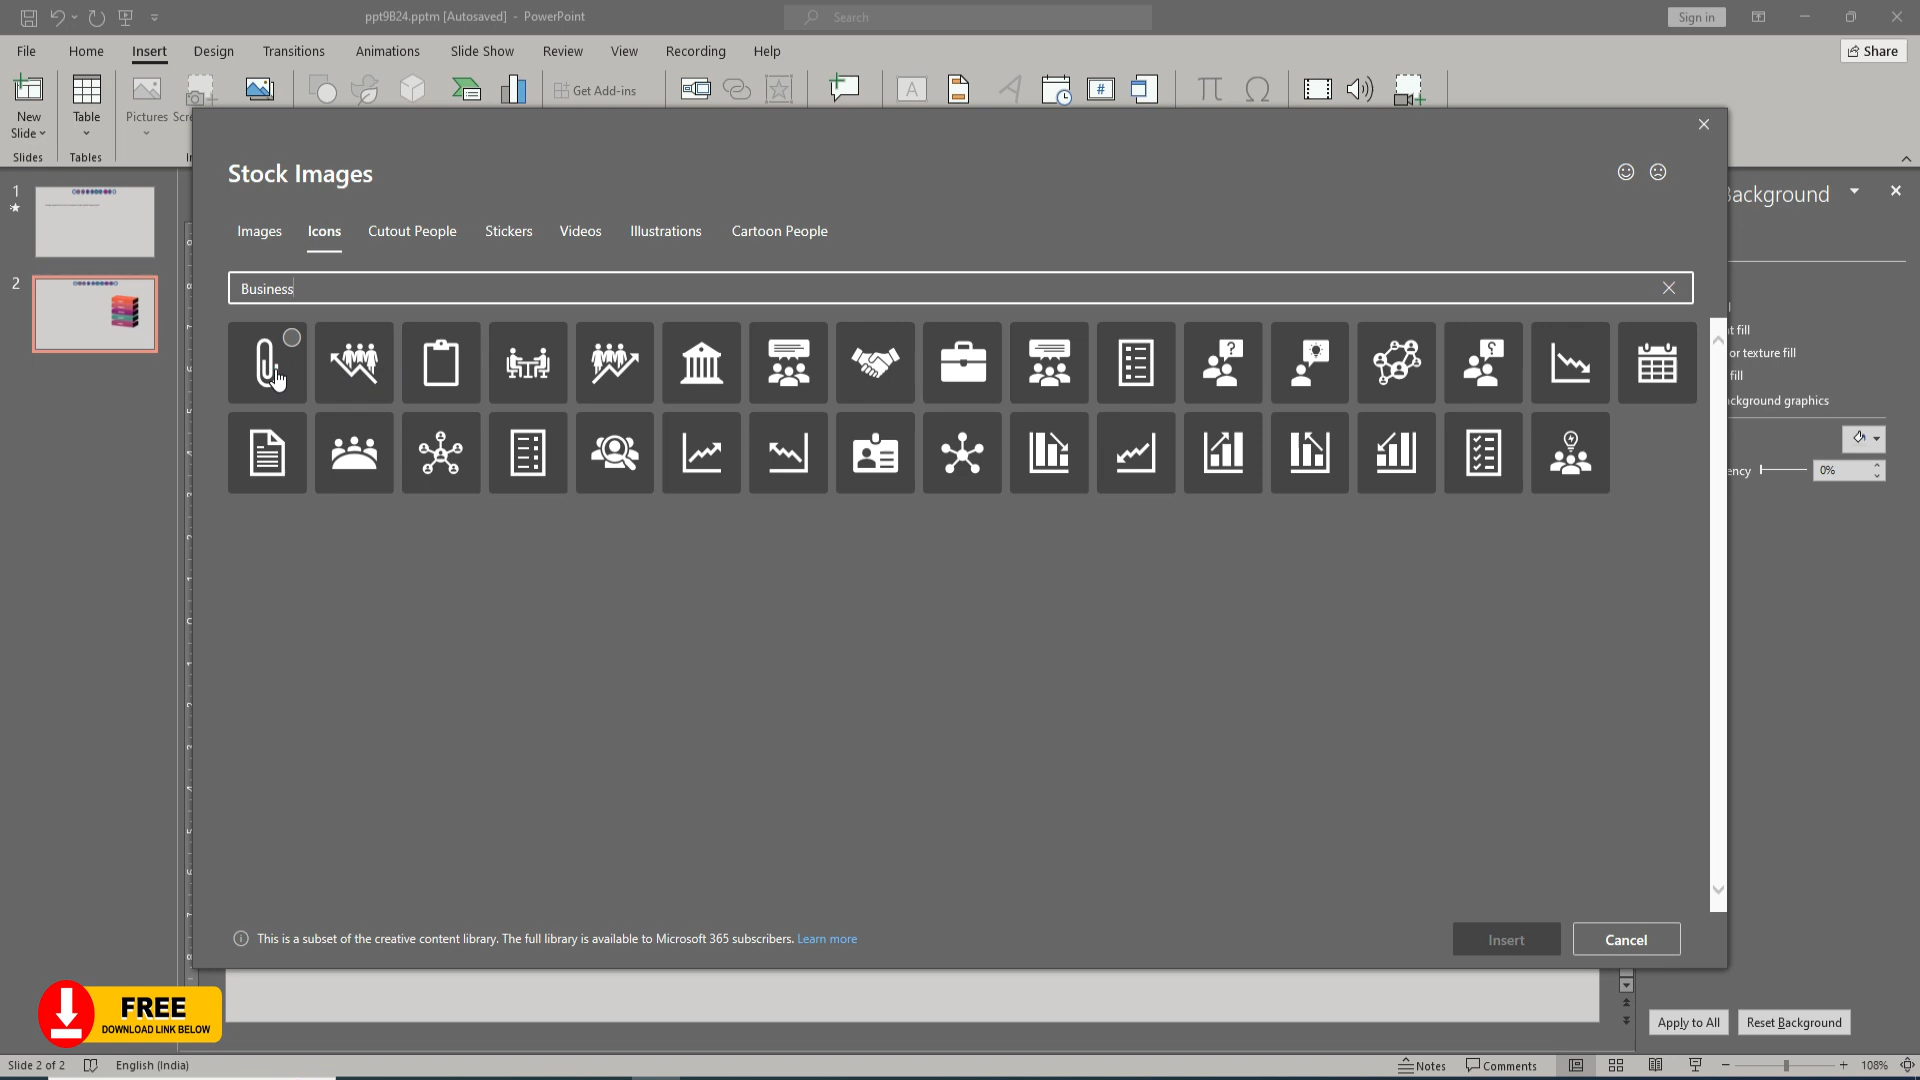 ppt9B24.pptm [Autosaved] - PowerPoint
Search
Sign in
File Home Insert Design Transitions Animations Slide Show Review View Recording Help
Share
New Slide
Table
Pictures
Get Add-ins
Slides
Tables
Stock Images
Images Icons Cutout People Stickers Videos Illustrations Cartoon People
Business
1
2
Background
fill
or texture fill
fill
background graphics
0%
This is a subset of the creative content library. The full library is available to Microsoft 365 subscribers. Learn more
Insert
Cancel
FREE
DOWNLOAD LINK BELOW
Apply to All
Reset Background
Slide 2 of 2
English (India)
Notes
Comments
108%